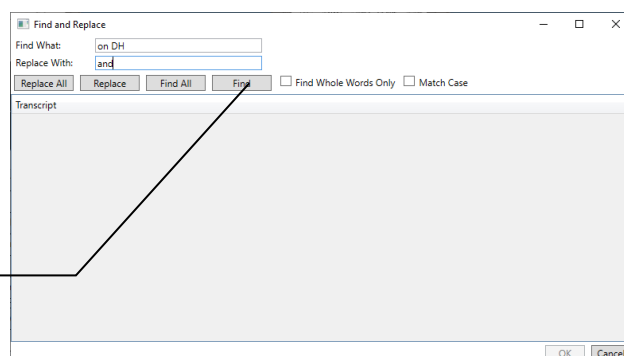 Find and Replace
Find What: on DH
Replace With: and
Replace All Replace Find All Find Find Whole Words Only Match Case
Transcript
OK Cancel